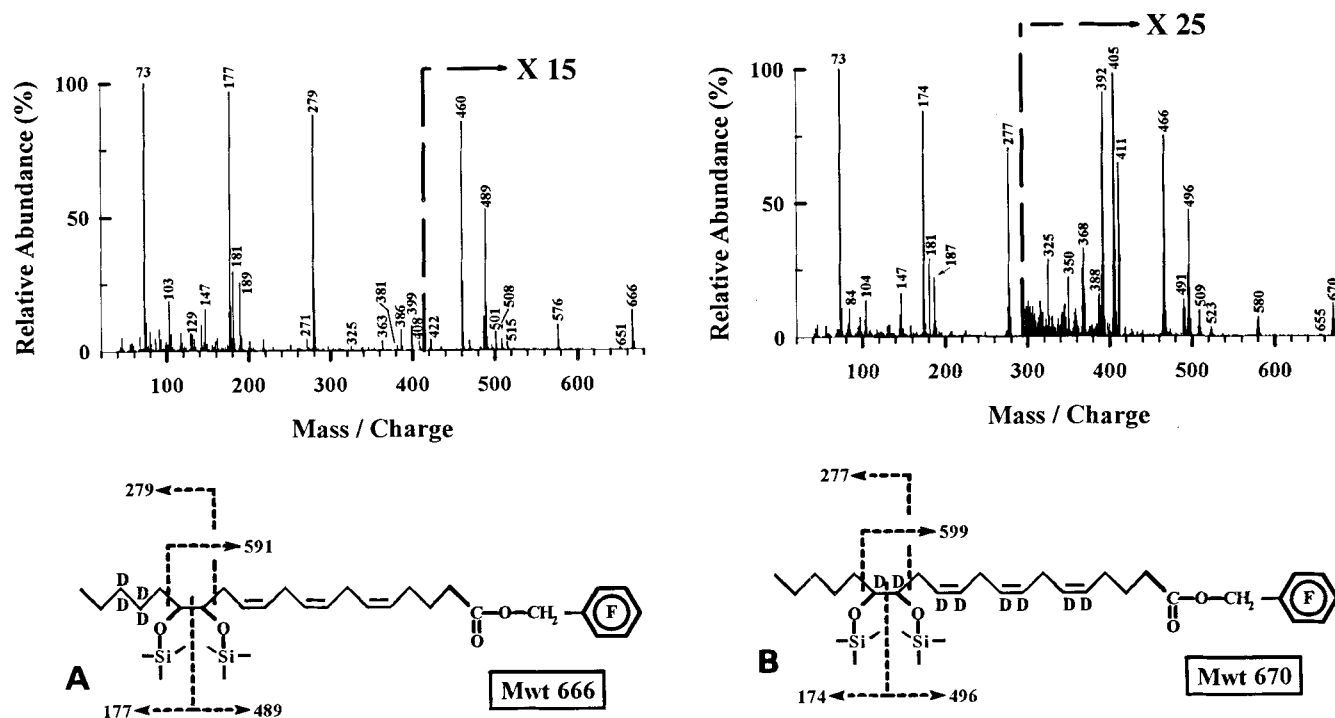 X 15
Relative Abundance (%)
100
50
0
73
103
129
147
177
181
189
271
279
325
363
381
386
399
408
422
460
489
501
508
515
576
651
666
100
200
300
400
500
600
Mass / Charge
279
591
D
D
D
D
O
O
Si
Si
C
O
O–CH2
F
177
489
A
Mwt 666
X 25
Relative Abundance (%)
100
50
0
73
84
104
147
174
181
187
277
325
350
368
388
392
405
411
466
491
496
509
523
580
655
670
100
200
300
400
500
600
Mass / Charge
277
599
D D
D D
D D
D D
O
O
Si
Si
C
O
O–CH2
F
174
496
B
Mwt 670